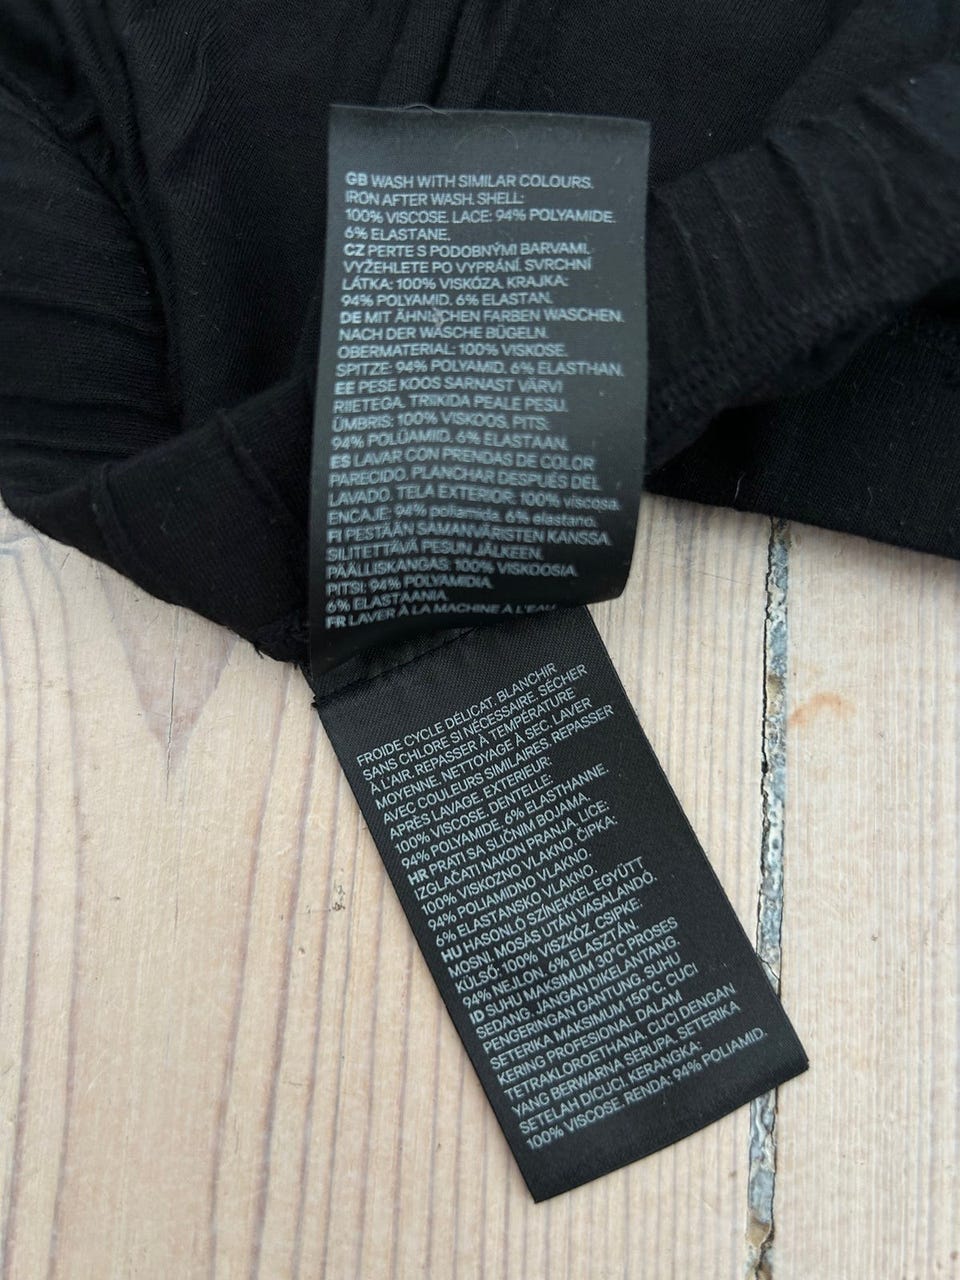 GB WASH WITH SIMILAR COLOURS.
IRON AFTER WASH. SHELL:
100% VISCOSE. LACE: 94% POLYAMIDE.
6% ELASTANE.
CZ PERTE S PODOBNÝMI BARVAMI.
VYŽEHLETE PO VYPRÁNÍ. SVRCHNÍ
LÁTKA: 100% VISKÓZA. KRAJKA:
94% POLYAMID. 6% ELASTAN.
DE MIT ÄHNLICHEN FARBEN WASCHEN.
NACH DER WÄSCHE BÜGELN.
OBERMATERIAL: 100% VISKOSE.
SPITZE: 94% POLYAMID. 6% ELASTHAN.
EE PESE KOOS SARNAST VÄRVI
RIIETEGA. TRIIKIDA PEALE PESU.
ÜMBRIS: 100% VISKOOS. PITS:
94% POLÜAMID. 6% ELASTAAN.
ES LAVAR CON PRENDAS DE COLOR
PARECIDO. PLANCHAR DESPUÉS DEL
LAVADO. TELA EXTERIOR: 100% viscosa.
ENCAJE: 94% poliamida. 6% elastano.
FI PESTÄÄN SAMANVÄRISTEN KANSSA.
SILITETTÄVÄ PESUN JÄLKEEN.
PÄÄLLISKANGAS: 100% VISKOOSIA
PITSI: 94% POLYAMIDIA
6% ELASTAANIA
FR LAVER À LA MACHINE À L'EAU
FROIDE CYCLE DÉLICAT. BLANCHIR
SANS CHLORE SI NÉCESSAIRE. SÉCHER
À L'AIR. REPASSER À TEMPÉRATURE
MOYENNE. NETTOYAGE À SEC. LAVER
AVEC COULEURS SIMILAIRES. REPASSER
APRÈS LAVAGE. EXTERIEUR:
100% VISCOSE. DENTELLE:
94% POLYAMIDE. 6% ELASTHANNE.
HR PRATI SA SLIČNIM BOJAMA.
IZGLAČATI NAKON PRANJA. LICE:
100% VISKOZNO VLAKNO. ČIPKA:
94% POLIAMIDNO VLAKNO.
6% ELASTANSKO VLAKNO.
HU HASONLÓ SZÍNEKKEL EGYÜTT
MOSNI. MOSÁS UTÁN VASALANDÓ.
KÜLSŐ: 100% VISZKÓZ. CSIPKE:
94% NEJLON. 6% ELASZTÁN.
ID SUHU MAKSIMUM 30°C PROSES
SEDANG. JANGAN DIKELANTANG.
PENGERINGAN GANTUNG. SUHU
SETERIKA MAKSIMUM 150°C. CUCI
KERING PROFESIONAL DALAM
TETRAKLOROETHANA. CUCI DENGAN
YANG BERWARNA SERUPA. SETERIKA
SETELAH DICUCI. KERANGKA:
100% VISCOSE. RENDA: 94% POLIAMID.